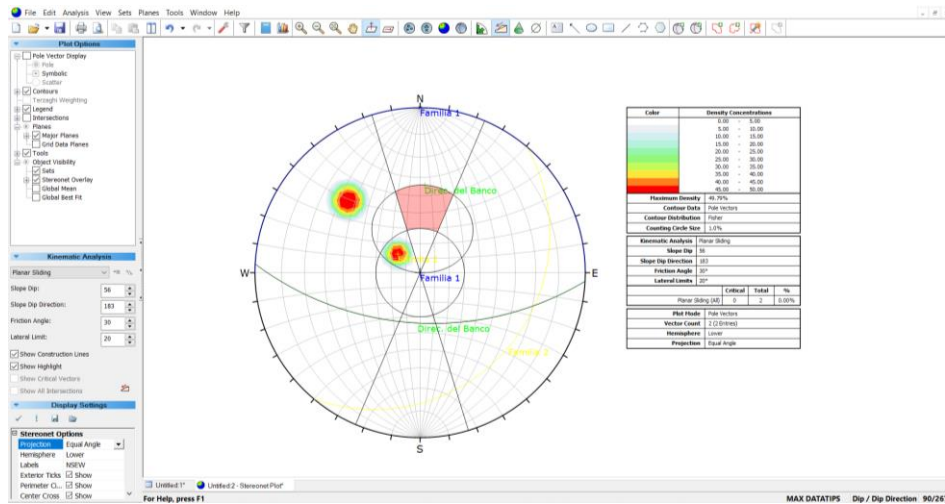 File Edit Analysis View Sets Planes Tools Window Help
Plot Options
Pole Vector Display
Pole
Symbolic
Scatter
Contours
Terzaghi Weighting
Legend
Intersections
Planes
Major Planes
Grid Data Planes
Tools
Object Visibility
Sets
Stereonet Overlay
Global Mean
Global Best Fit
Kinematic Analysis
Planar Sliding
Slope Dip: 56
Slope Dip Direction: 183
Friction Angle: 30
Lateral Limit: 20
Show Construction Lines
Show Highlight
Show Critical Vectors
Show All Intersections
Display Settings
Stereonet Options
Projection Equal Angle
Hemisphere Lower
Labels NSEW
Exterior Ticks Show
Perimeter Ci... Show
Center Cross Show
N
Familia 1
Direc. del Banco
W
E
Familia 1
Direc. del Banco
Familia 2
S
Color Density Concentrations
0.00 - 5.00
5.00 - 10.00
10.00 - 15.00
15.00 - 20.00
20.00 - 25.00
25.00 - 30.00
30.00 - 35.00
35.00 - 40.00
40.00 - 45.00
45.00 - 50.00
Maximum Density 49.79%
Contour Data Pole Vectors
Contour Distribution Fisher
Counting Circle Size 1.0%
Kinematic Analysis Planar Sliding
Slope Dip 56
Slope Dip Direction 183
Friction Angle 30°
Lateral Limits 20°
Critical Total %
Planar Sliding (All) 0 2 0.00%
Plot Mode Pole Vectors
Vector Count 2 (2 Entries)
Hemisphere Lower
Projection Equal Angle
Untitled:1* Untitled:2 - Stereonet Plot*
For Help, press F1
MAX DATATIPS Dip / Dip Direction 90/267